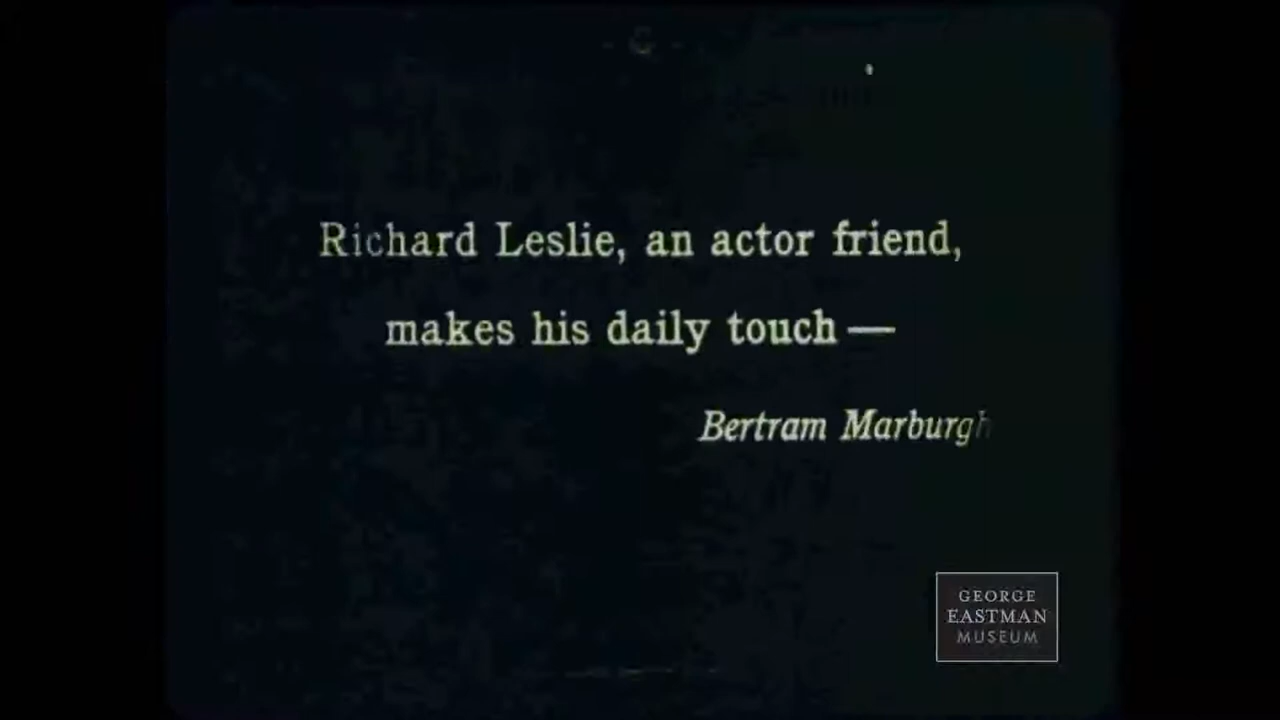 Richard Leslie, an actor friend,
makes his daily touch —
Bertram Marburgh
GEORGE
EASTMAN
MUSEUM